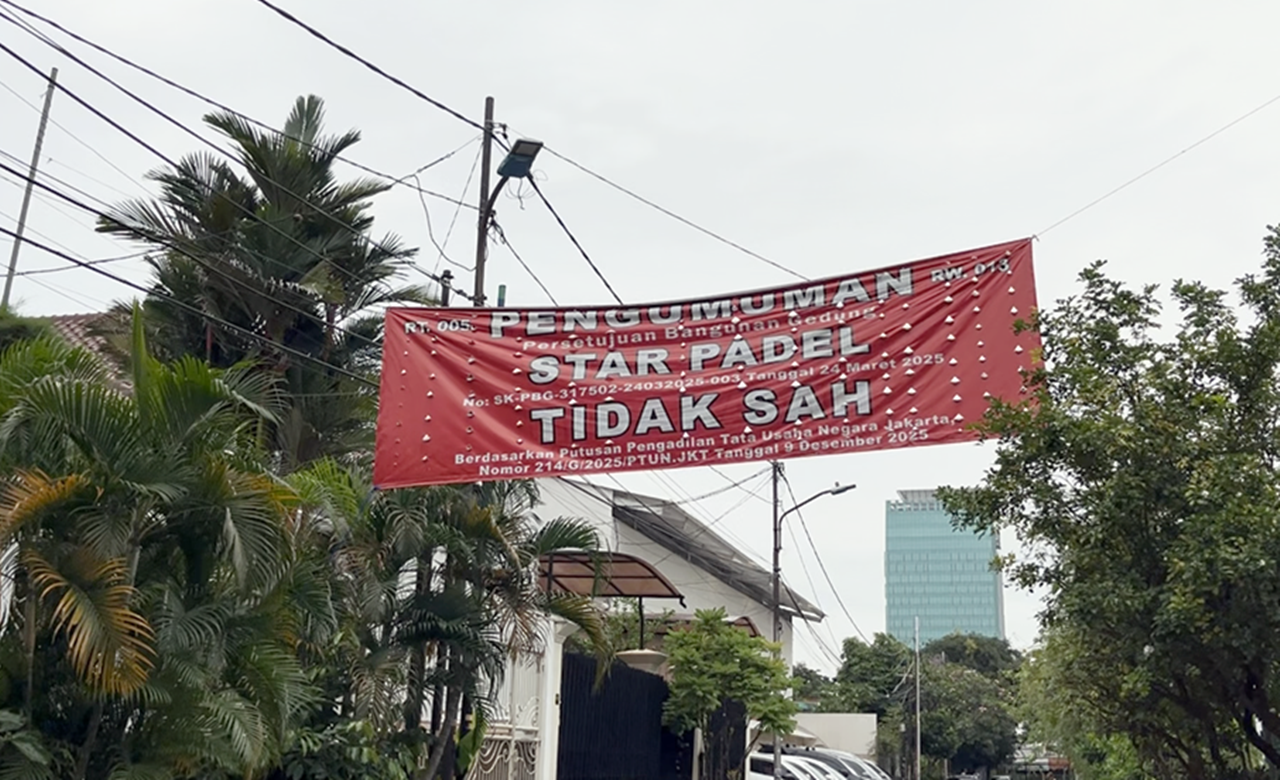 RT. 005. PENGUMUMAN RW. 013
Persetujuan Bangunan Gedung.
STAR PADEL
No: SK-PBG-317502-24032025-003 Tanggal 24 Maret 2025
TIDAK SAH
Berdasarkan Putusan Pengadilan Tata Usaha Negara Jakarta,
Nomor 214/G/2025/PTUN.JKT Tanggal 9 Desember 2025